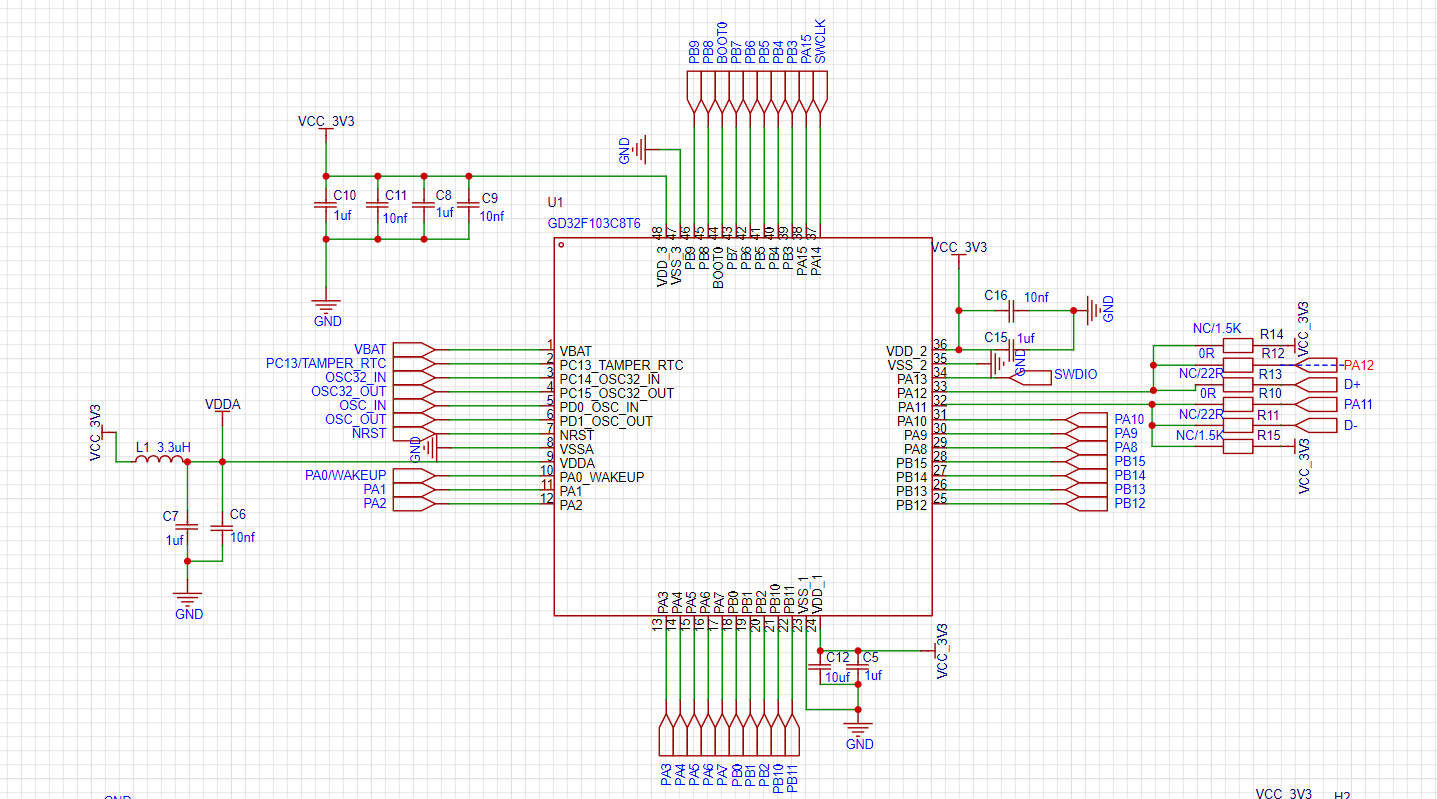 PB9
PB8
BOOT0
PB7
PB6
PB5
PB4
PB3
PA15
SWCLK
VCC_3V3
GND
C10
1uf
C11
10nf
C8
1uf
C9
10nf
GND
U1
GD32F103C8T6
48
47
46
45
44
43
42
41
40
39
38
37
VDD_3
VSS_3
PB9
PB8
BOOT0
PB7
PB6
PB5
PB4
PB3
PA15
PA14
VCC_3V3
C16
10nf
GND
C15
1uf
GND
VBAT
PC13/TAMPER_RTC
OSC32_IN
OSC32_OUT
OSC_IN
OSC_OUT
NRST
GND
PA0/WAKEUP
PA1
PA2
1
2
3
4
5
6
7
8
9
10
11
12
VBAT
PC13_TAMPER_RTC
PC14_OSC32_IN
PC15_OSC32_OUT
PD0_OSC_IN
PD1_OSC_OUT
NRST
VSSA
VDDA
PA0_WAKEUP
PA1
PA2
VDD_2
VSS_2
PA13
PA12
PA11
PA10
PA9
PA8
PB15
PB14
PB13
PB12
36
35
34
33
32
31
30
29
28
27
26
25
SWDIO
PA10
PA9
PA8
PB15
PB14
PB13
PB12
NC/1.5K
R14
VCC_3V3
0R
R12
PA12
NC/22R
R13
D+
0R
R10
PA11
NC/22R
R11
D-
NC/1.5K
R15
VCC_3V3
VCC_3V3
VDDA
L1
3.3uH
C7
1uf
C6
10nf
GND
PA3
PA4
PA5
PA6
PA7
PB0
PB1
PB2
PB10
PB11
VSS_1
VDD_1
13
14
15
16
17
18
19
20
21
22
23
24
C12
10uf
C5
1uf
VCC_3V3
GND
PA3
PA4
PA5
PA6
PA7
PB0
PB1
PB2
PB10
PB11
GND
VCC_3V3
H2